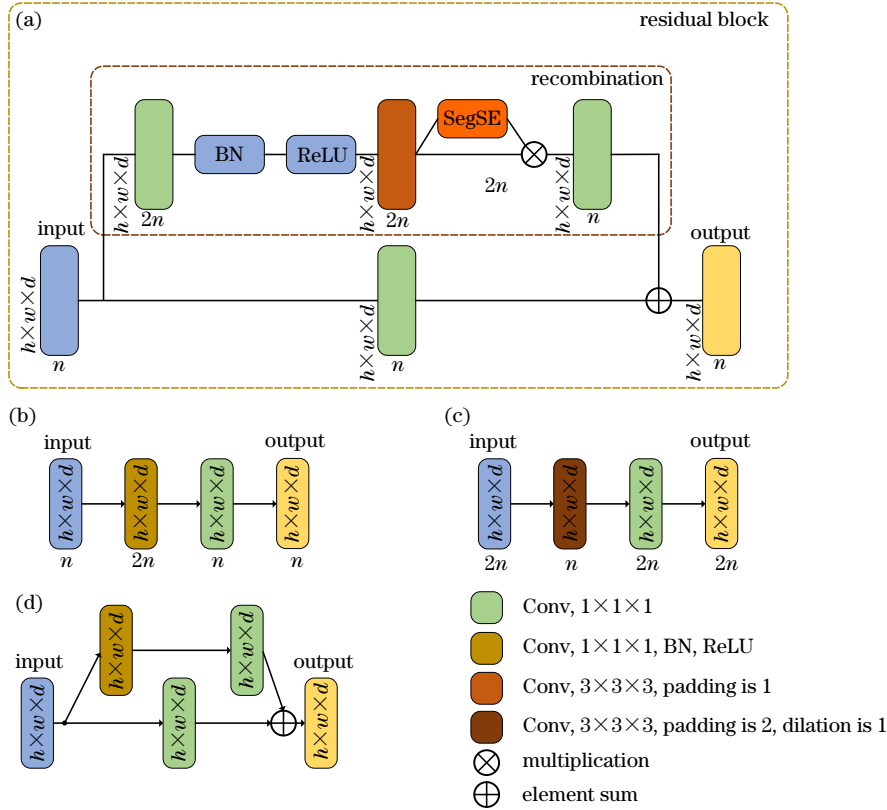 (a)
residual block
recombination
SegSE
BN
ReLU
h×w×d
2n
h×w×d
2n
2n
h×w×d
n
input
output
h×w×d
n
h×w×d
n
h×w×d
n
(b)
input
output
h×w×d
h×w×d
h×w×d
h×w×d
n
2n
n
n
(c)
input
output
h×w×d
h×w×d
h×w×d
h×w×d
2n
n
2n
2n
(d)
input
output
h×w×d
h×w×d
h×w×d
h×w×d
h×w×d
Conv, 1×1×1
Conv, 1×1×1, BN, ReLU
Conv, 3×3×3, padding is 1
Conv, 3×3×3, padding is 2, dilation is 1
multiplication
element sum